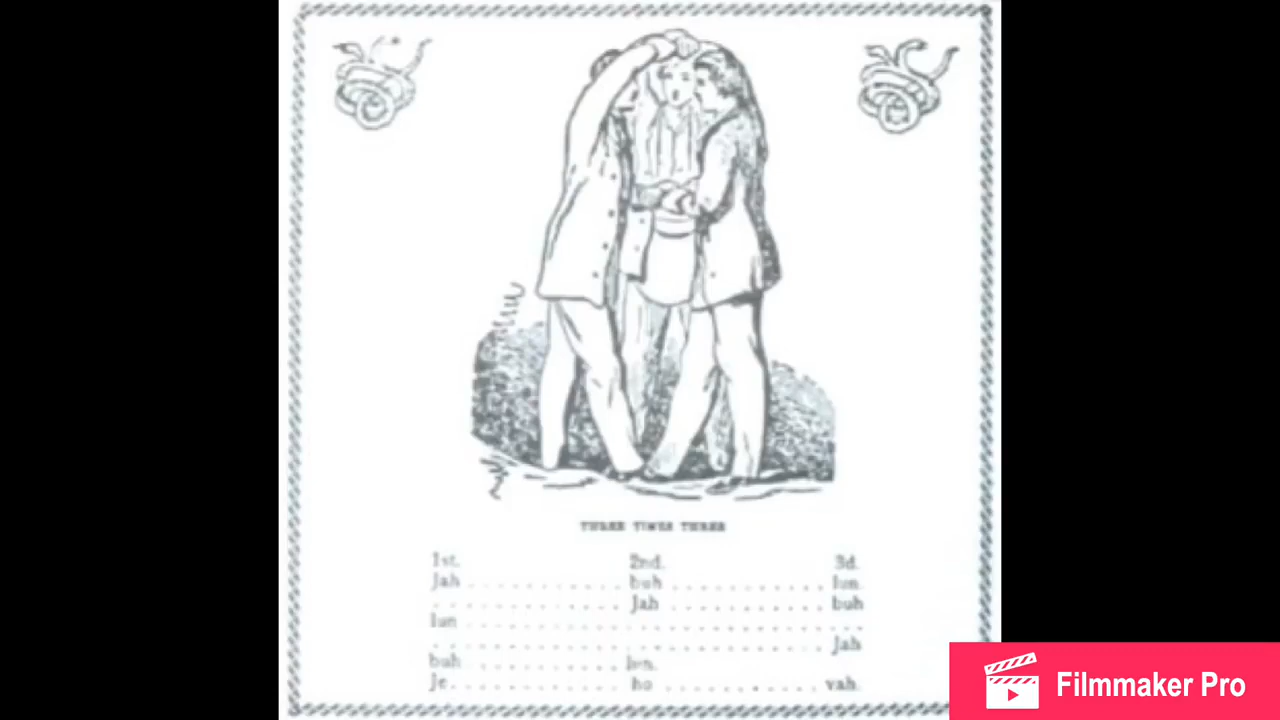 THREE TIMES THREE
1st. 2nd. 3d.
Jah . . . . . . . . . . . . buh . . . . . . . . . . . . lun.
. . . . . . . . . . . . . . Jah . . . . . . . . . . . . buh
lun . . . . . . . . . . . . . . . . . . . . . . . . . . . .
. . . . . . . . . . . . . . . . . . . . . . . . . . . . Jah
buh . . . . . . . . . . . . lun.
Je. . . . . . . . . . . . . ho . . . . . . . . . . . . vah.
Filmmaker Pro